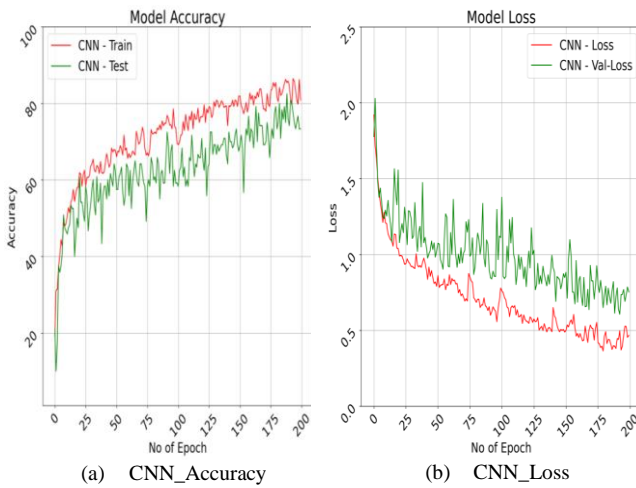 Model Accuracy
100
80
60
40
20
Accuracy
CNN - Train
CNN - Test
0 25 50 75 100 125 150 175 200
No of Epoch
(a) CNN_Accuracy
Model Loss
2.5
2.0
1.5
1.0
0.5
0.0
Loss
CNN - Loss
CNN - Val-Loss
0 25 50 75 100 125 150 175 200
No of Epoch
(b) CNN_Loss